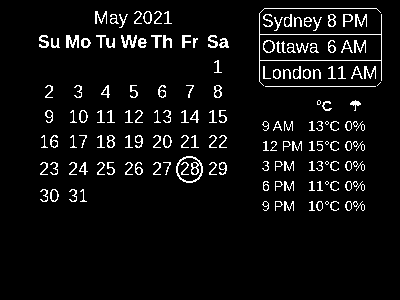 May 2021
Su Mo Tu We Th Fr Sa
1
2 3 4 5 6 7 8
9 10 11 12 13 14 15
16 17 18 19 20 21 22
23 24 25 26 27 28 29
30 31
Sydney 8 PM
Ottawa 6 AM
London 11 AM
°C ☂
9 AM 13°C 0%
12 PM 15°C 0%
3 PM 13°C 0%
6 PM 11°C 0%
9 PM 10°C 0%